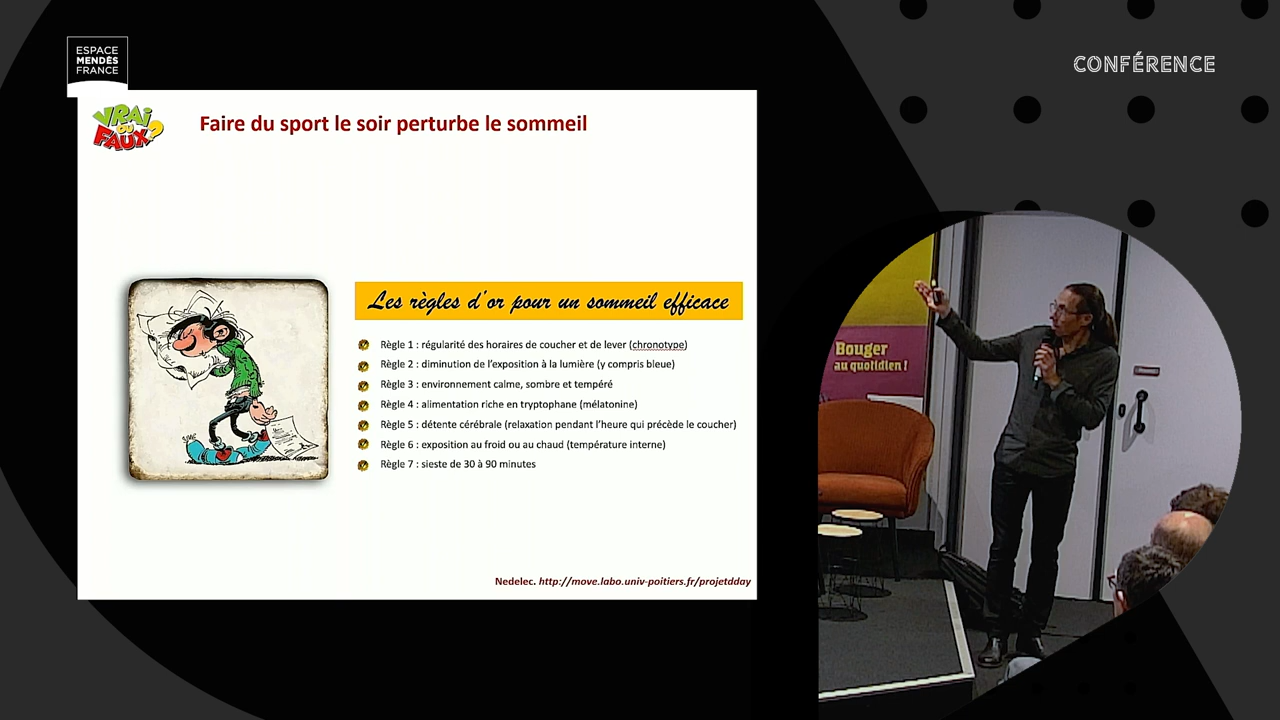 ESPACE
MENDÈS
FRANCE
CONFÉRENCE
VRAI
OU
FAUX?
Faire du sport le soir perturbe le sommeil
Les règles d'or pour un sommeil efficace
Règle 1 : régularité des horaires de coucher et de lever (chronotype)
Règle 2 : diminution de l'exposition à la lumière (y compris bleue)
Règle 3 : environnement calme, sombre et tempéré
Règle 4 : alimentation riche en tryptophane (mélatonine)
Règle 5 : détente cérébrale (relaxation pendant l'heure qui précède le coucher)
Règle 6 : exposition au froid ou au chaud (température interne)
Règle 7 : sieste de 30 à 90 minutes
Nedelec. http://move.labo.univ-poitiers.fr/projetdday
Bouger
au quotidien !